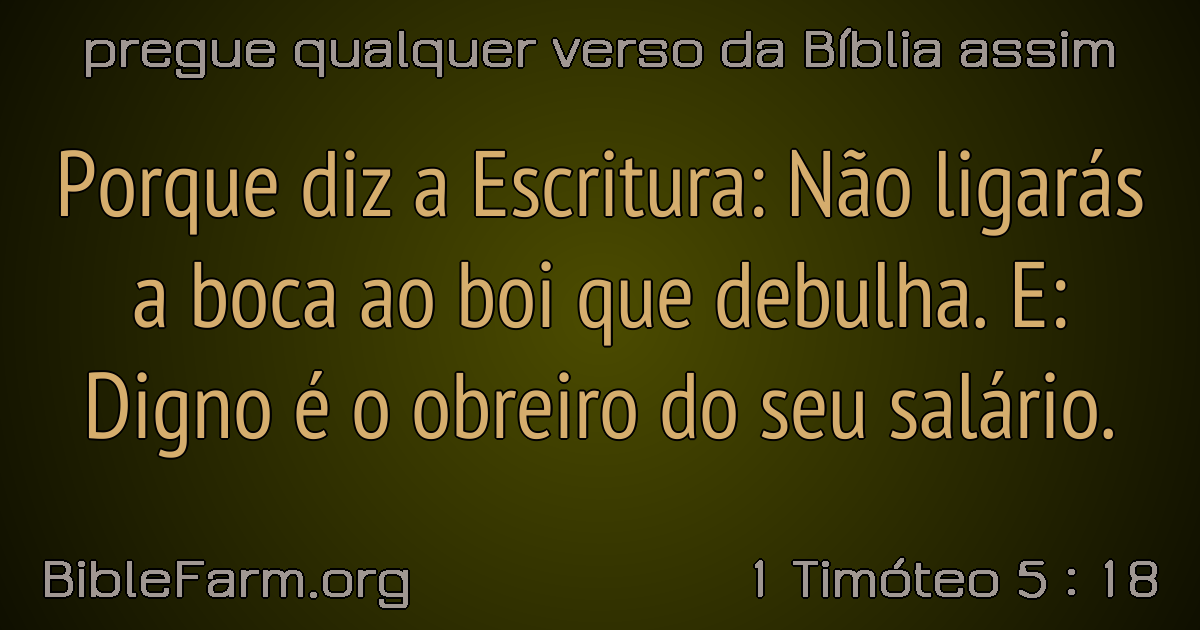 pregue qualquer verso da Bíblia assim
Porque diz a Escritura: Não ligarás
a boca ao boi que debulha. E:
Digno é o obreiro do seu salário.
BibleFarm.org
1 Timóteo 5 : 18